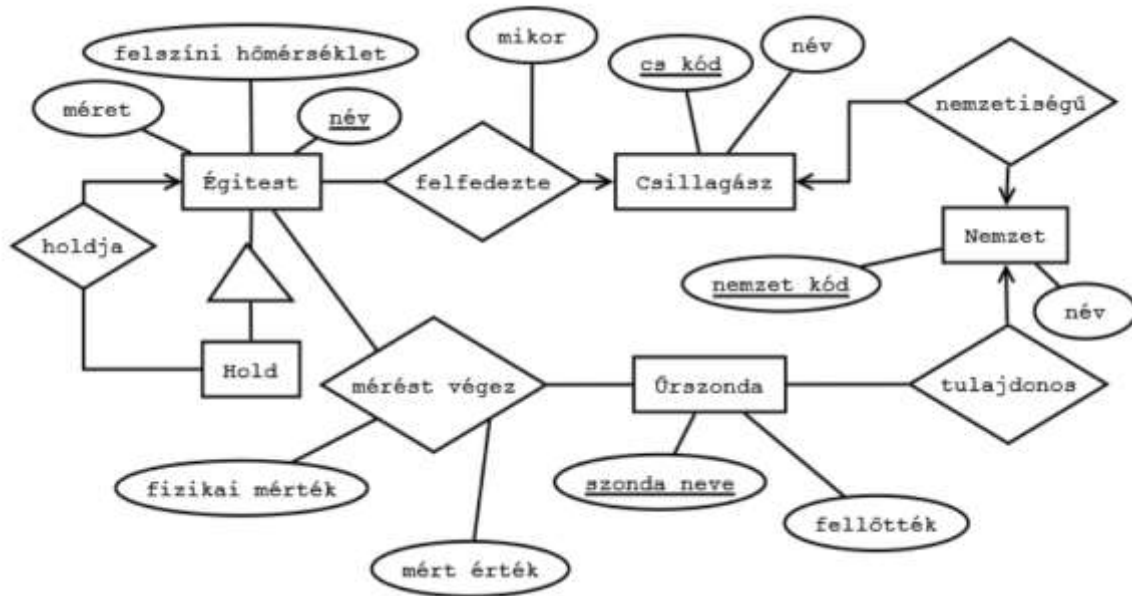 mikor
név
felszíni hőmérséklet
cs kód
méret
név
nemzetiségű
Égitest
felfedezte
Csillagász
holdja
Nemzet
nemzet kód
név
Hold
mérést végez
Űrszonda
tulajdonos
fizikai mérték
szonda neve
fellőtték
mért érték